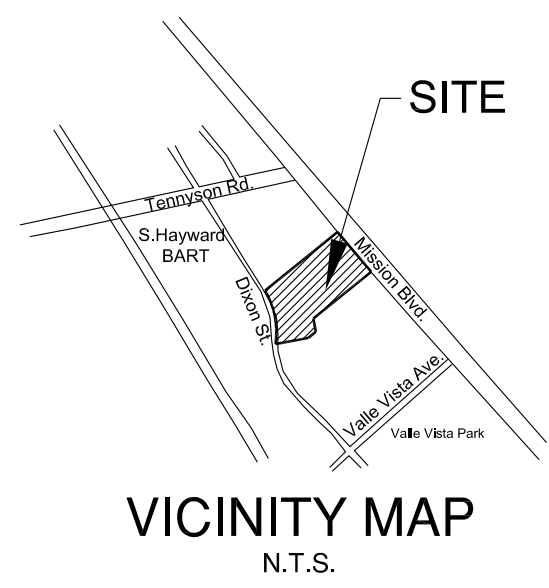 SITE
Tennyson Rd.
S.Hayward
BART
Mission Blvd.
Dixon St.
Valle Vista Ave.
Valle Vista Park
VICINITY MAP
N.T.S.